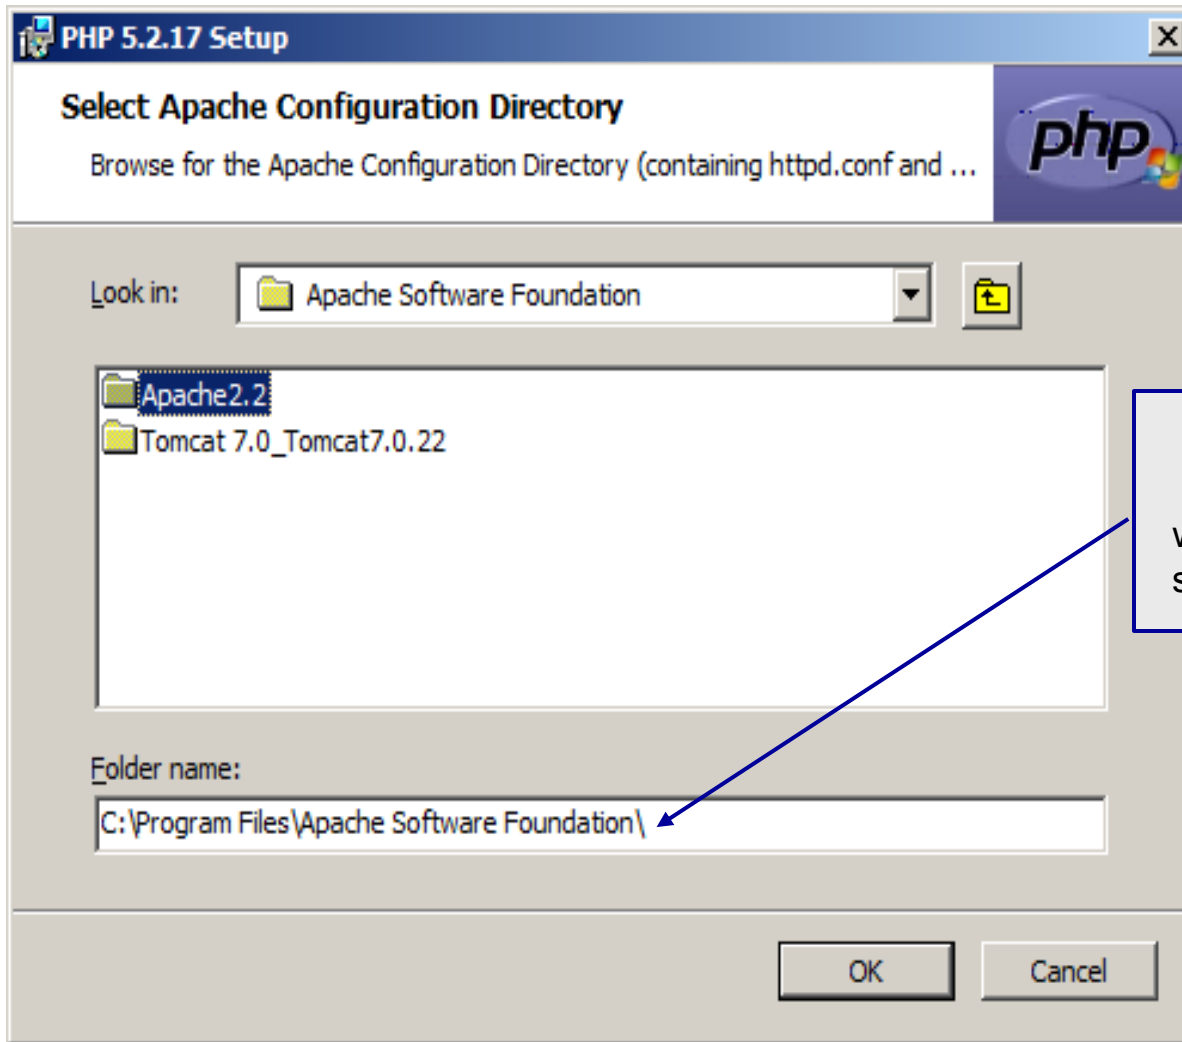 PHP 5.2.17 Setup
Select Apache Configuration Directory
Browse for the Apache Configuration Directory (containing httpd.conf and ...
php
Look in:
Apache Software Foundation
Apache2.2
Tomcat 7.0_Tomcat7.0.22
Folder name:
C:\Program Files\Apache Software Foundation\
OK
Cancel